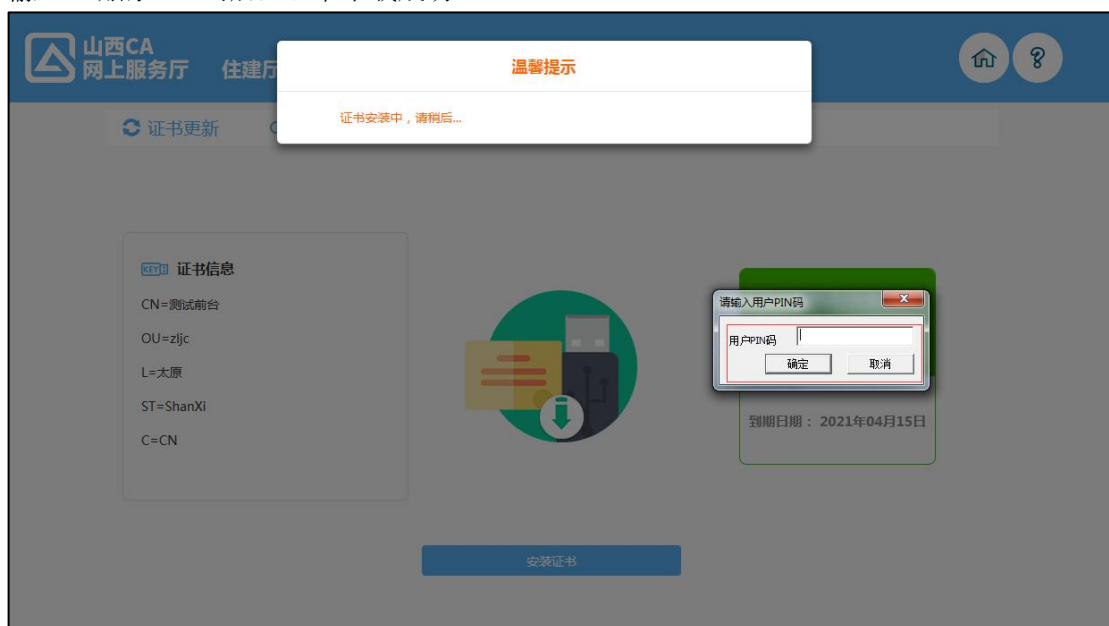 山西CA
网上服务厅
住建厅
温馨提示
证书安装中，请稍后...
证书更新
KEY
证书信息
CN=测试前台
OU=zljc
L=太原
ST=ShanXi
C=CN
请输入用户PIN码
用户PIN码
确定
取消
到期日期： 2021年04月15日
安装证书